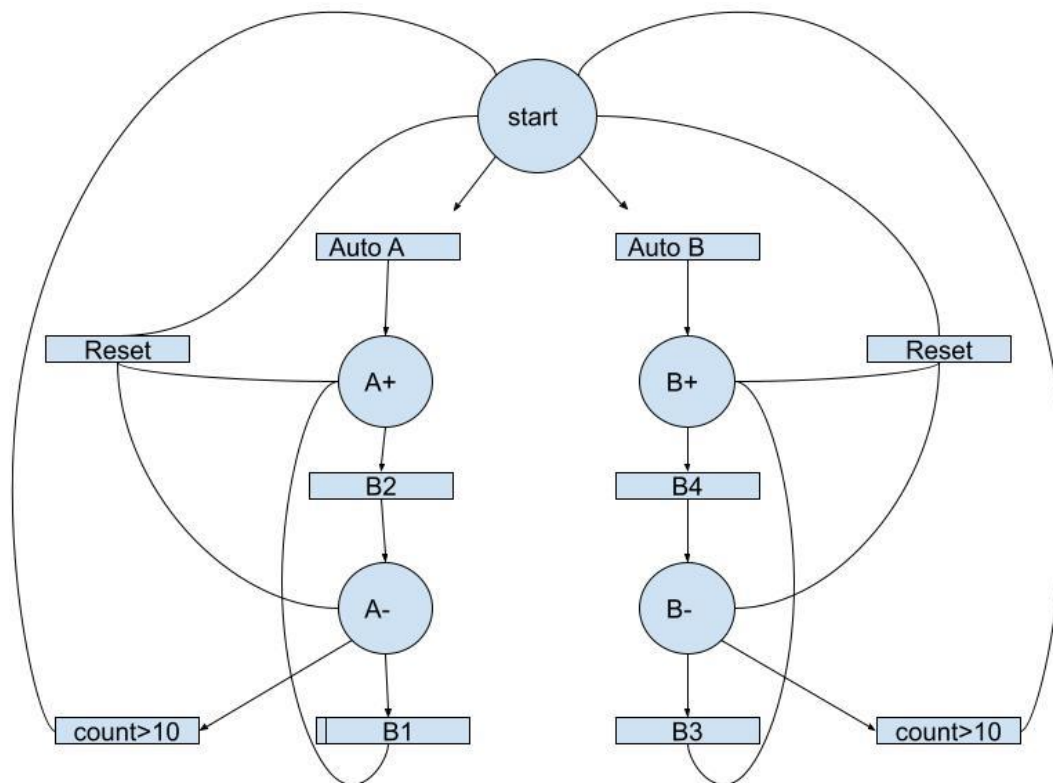 start
Auto A
Auto B
Reset
Reset
A+
B+
B2
B4
A-
B-
count>10
B1
B3
count>10